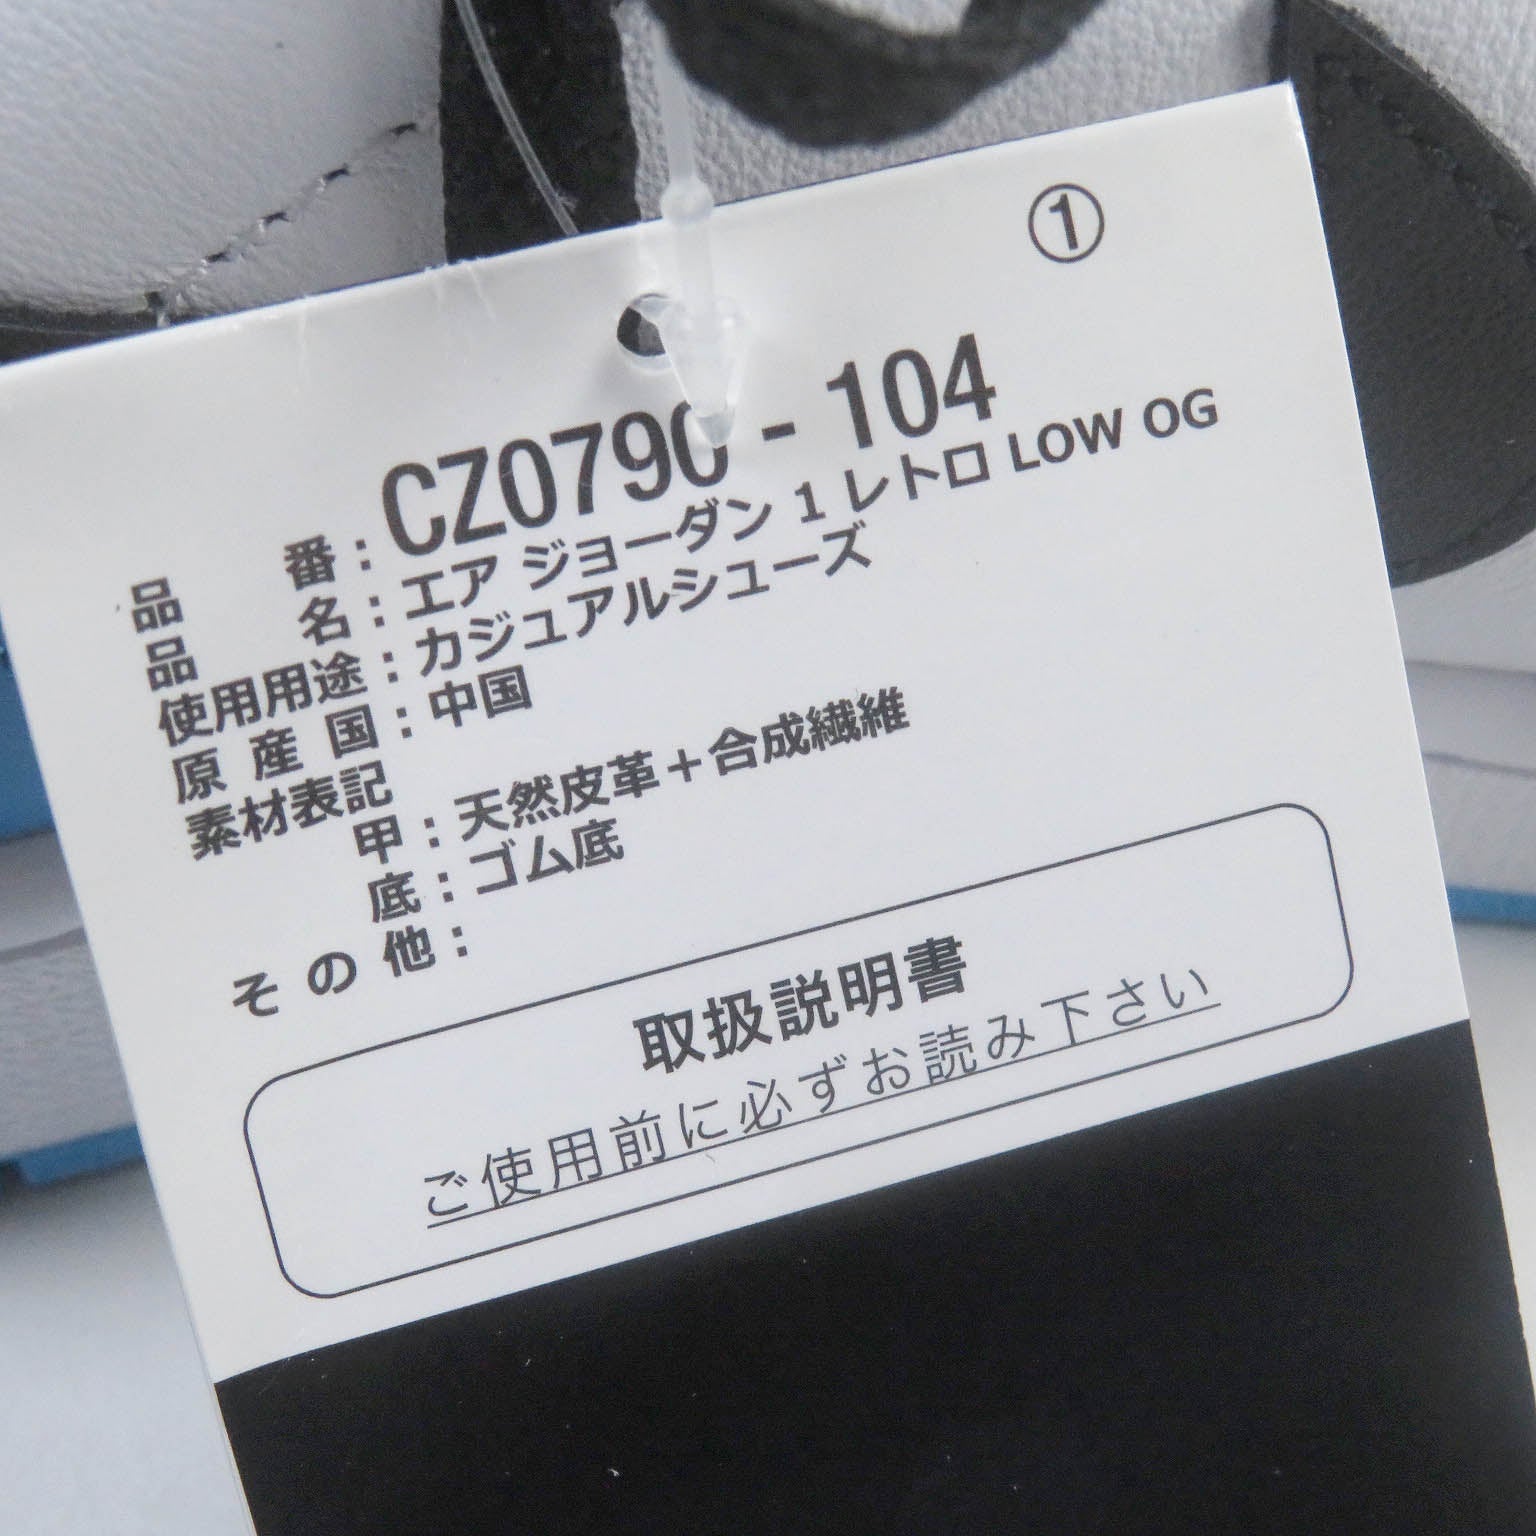 ①
品番：CZ0790 - 104
品名：エア ジョーダン 1 レトロ LOW OG
使用用途：カジュアルシューズ
原産国：中国
素材表記
甲：天然皮革＋合成繊維
底：ゴム底
その他：
取扱説明書
ご使用前に必ずお読み下さい